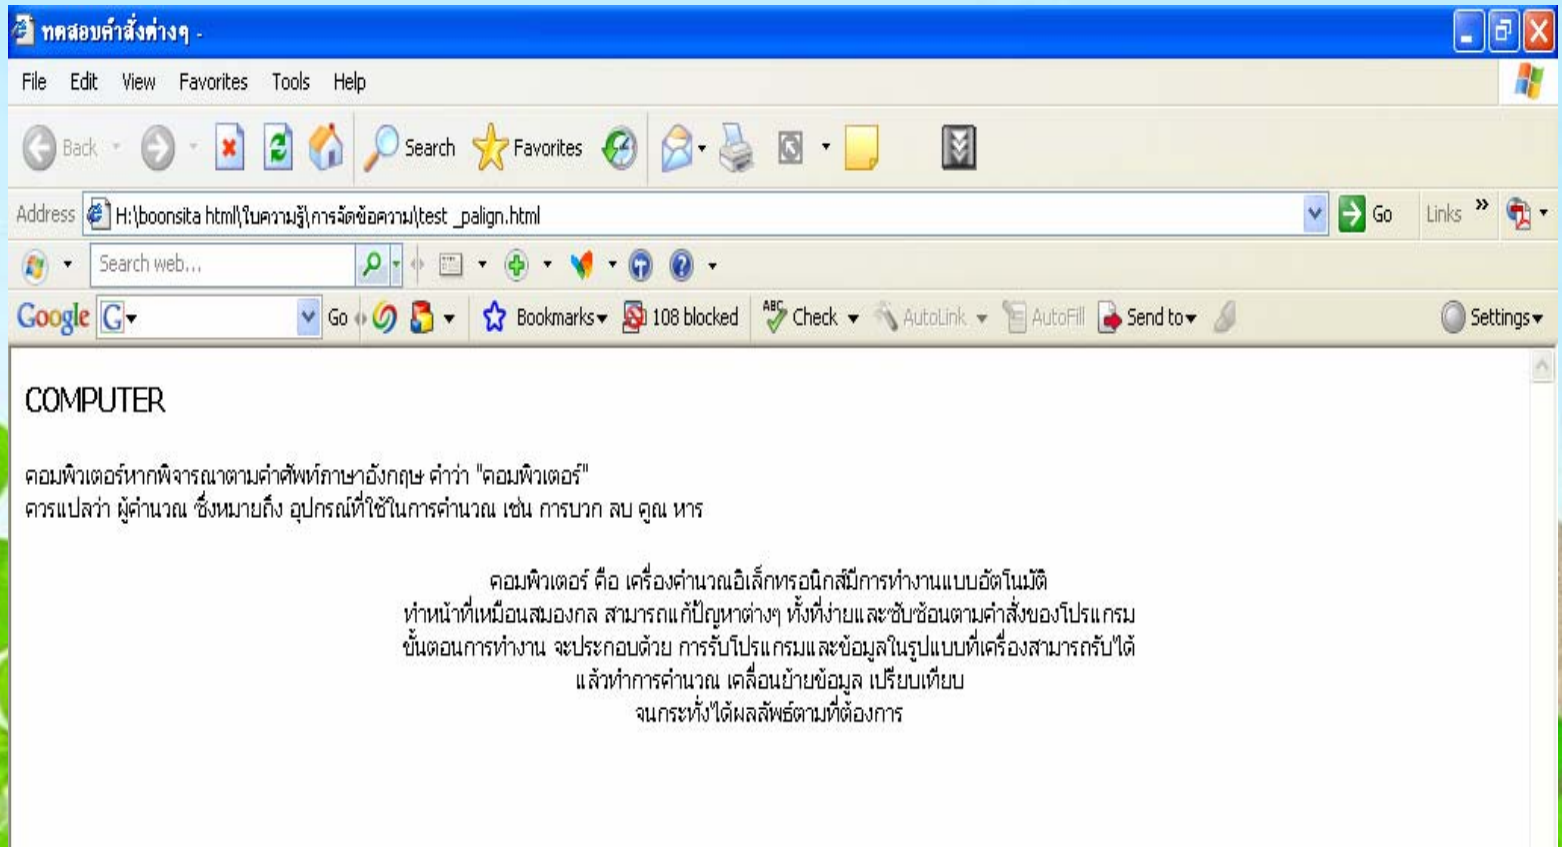 ทดสอบคำสั่งต่างๆ -
File Edit View Favorites Tools Help
Back Search Favorites
Address H:\boonsita html\ใบความรู้\การจัดข้อความ\test _palign.html Go Links »
Search web...
Google G Go Bookmarks 108 blocked ABC Check AutoLink AutoFill Send to Settings
COMPUTER
คอมพิวเตอร์หากพิจารณาตามคำศัพท์ภาษาอังกฤษ คำว่า "คอมพิวเตอร์"
ควรแปลว่า ผู้คำนวณ ซึ่งหมายถึง อุปกรณ์ที่ใช้ในการคำนวณ เช่น การบวก ลบ คูณ หาร
คอมพิวเตอร์ คือ เครื่องคำนวณอิเล็กทรอนิกส์มีการทำงานแบบอัตโนมัติ
ทำหน้าที่เหมือนสมองกล สามารถแก้ปัญหาต่างๆ ทั้งที่ง่ายและซับซ้อนตามคำสั่งของโปรแกรม
ขั้นตอนการทำงาน จะประกอบด้วย การรับโปรแกรมและข้อมูลในรูปแบบที่เครื่องสามารถรับได้
แล้วทำการคำนวณ เคลื่อนย้ายข้อมูล เปรียบเทียบ
จนกระทั่งได้ผลลัพธ์ตามที่ต้องการ